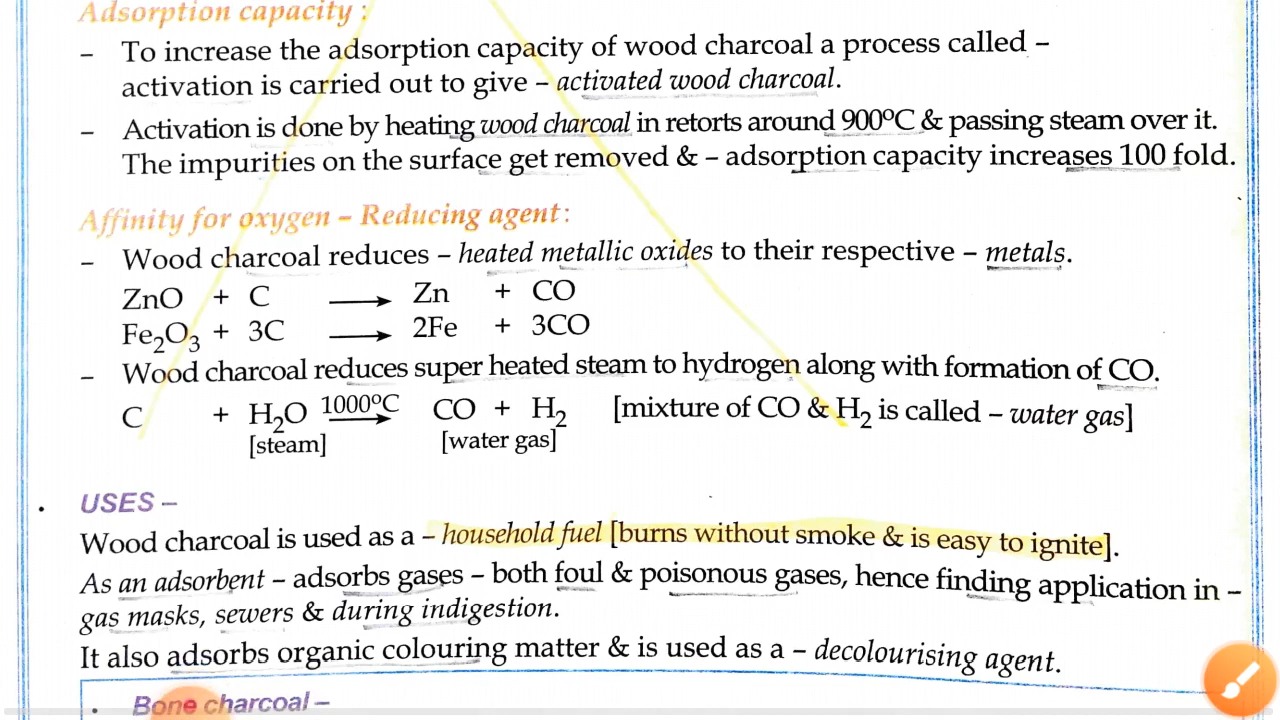 Adsorption capacity :
– To increase the adsorption capacity of wood charcoal a process called –
activation is carried out to give – activated wood charcoal.
– Activation is done by heating wood charcoal in retorts around 900°C & passing steam over it.
The impurities on the surface get removed & – adsorption capacity increases 100 fold.
Affinity for oxygen – Reducing agent:
– Wood charcoal reduces – heated metallic oxides to their respective – metals.
ZnO + C ⟶ Zn + CO
Fe₂O₃ + 3C ⟶ 2Fe + 3CO
– Wood charcoal reduces super heated steam to hydrogen along with formation of CO.
C + H₂O 1000°C ⟶ CO + H₂ [mixture of CO & H₂ is called – water gas]
[steam] [water gas]
• USES –
Wood charcoal is used as a – household fuel [burns without smoke & is easy to ignite].
As an adsorbent – adsorbs gases – both foul & poisonous gases, hence finding application in –
gas masks, sewers & during indigestion.
It also adsorbs organic colouring matter & is used as a – decolourising agent.
• Bone charcoal –